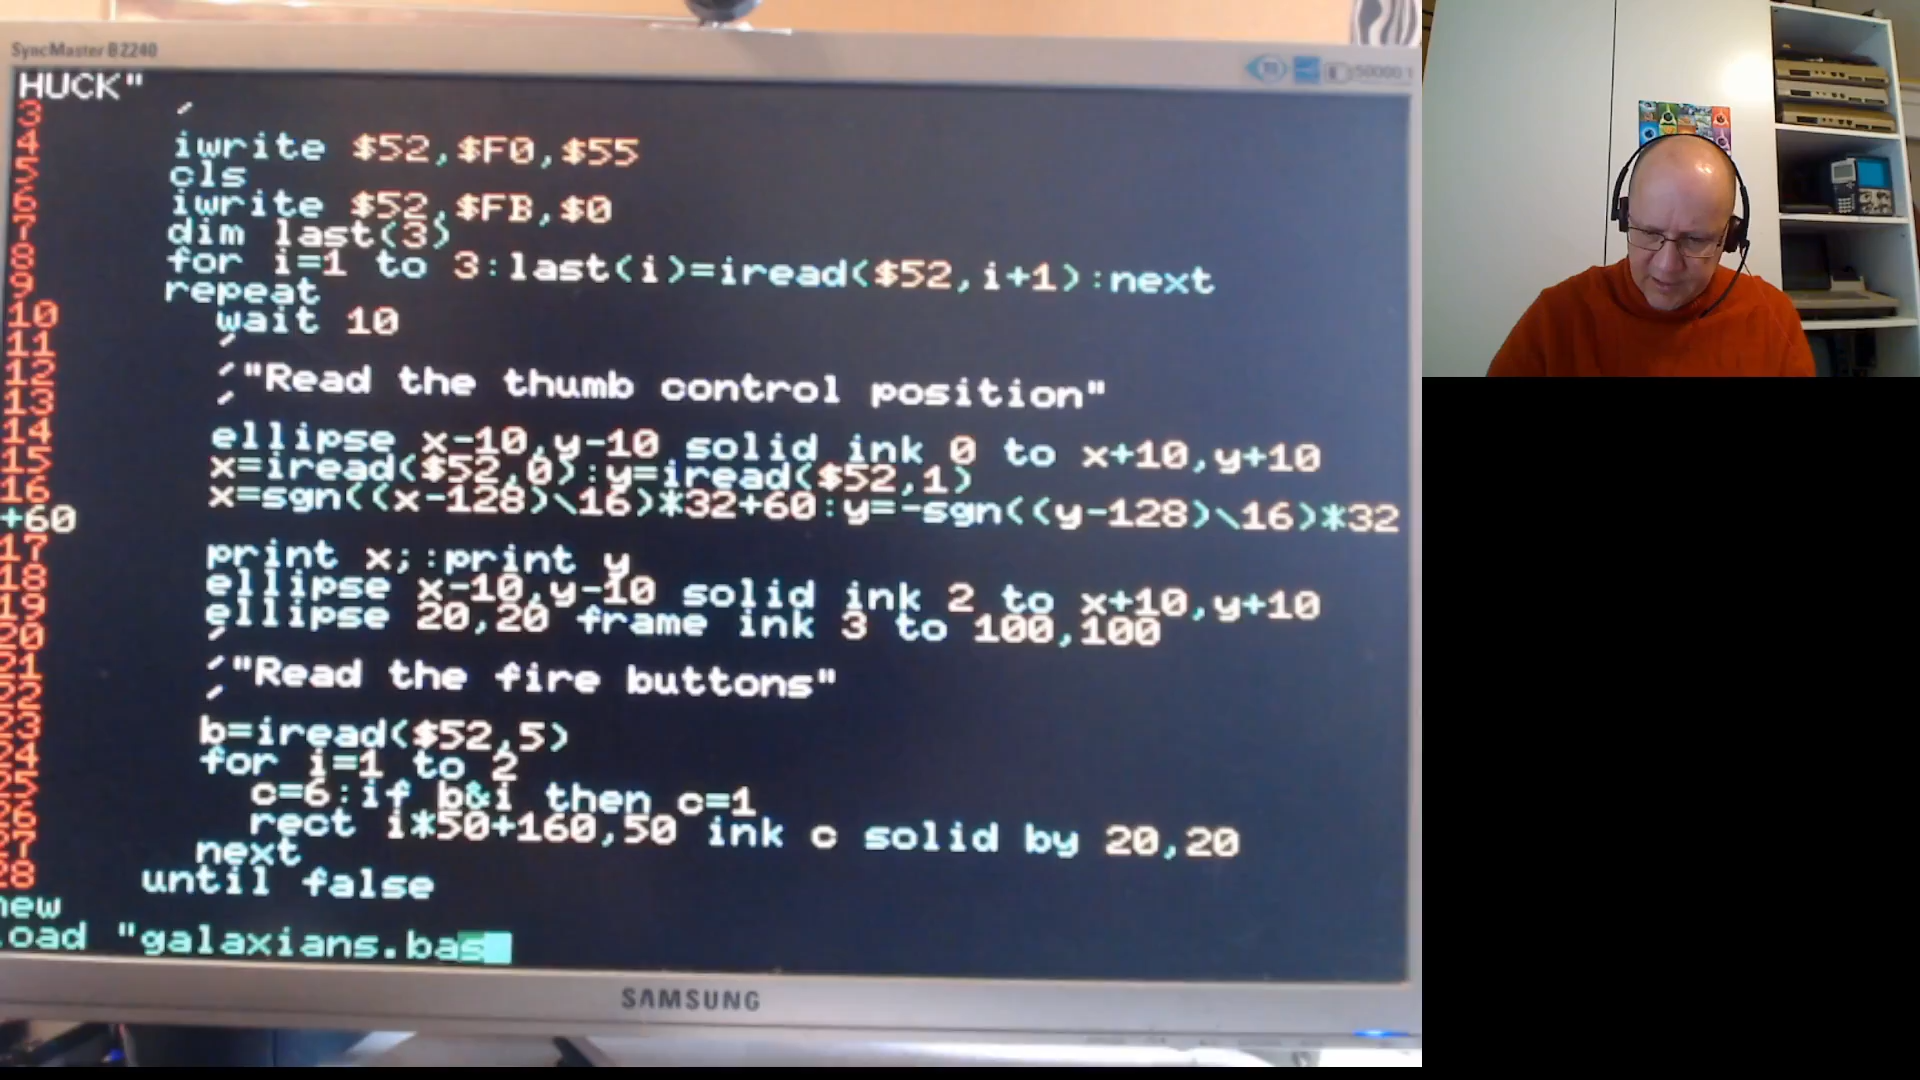 SyncMaster B2240
HUCK"
3 '
4 iwrite $52,$F0,$55
5 cls
6 iwrite $52,$FB,$0
7 dim last(3)
8 for i=1 to 3:last(i)=iread($52,i+1):next
9 repeat
10 wait 10
11 '
12 '"Read the thumb control position"
13 '
14 ellipse x-10,y-10 solid ink 0 to x+10,y+10
15 x=iread($52,0):y=iread($52,1)
16 x=sgn((x-128)\16)*32+60:y=-sgn((y-128)\16)*32
+60
17 print x;:print y
18 ellipse x-10,y-10 solid ink 2 to x+10,y+10
19 ellipse 20,20 frame ink 3 to 100,100
20 '
21 '"Read the fire buttons"
22 '
23 b=iread($52,5)
24 for i=1 to 2
25 c=6:if b&i then c=1
26 rect i*50+160,50 ink c solid by 20,20
27 next
28 until false
new
load "galaxians.bas
SAMSUNG